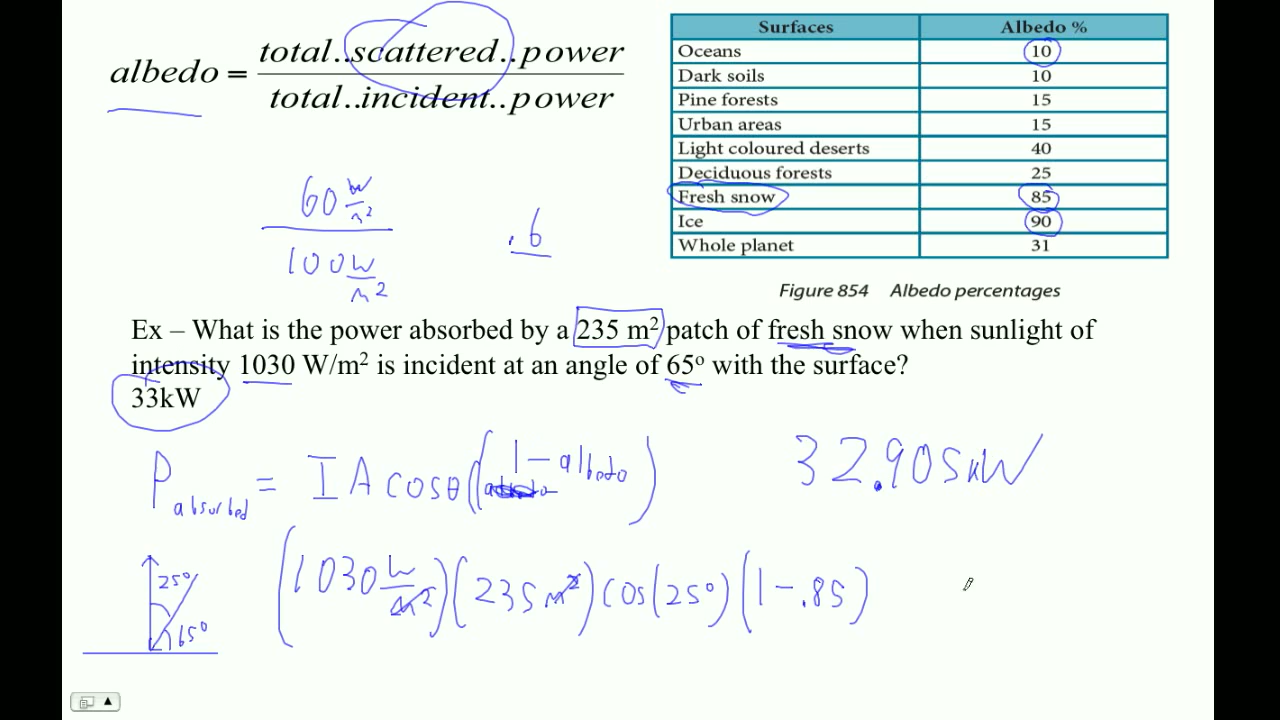 albedo = total..scattered..power
total..incident..power
Surfaces Albedo %
Oceans 10
Dark soils 10
Pine forests 15
Urban areas 15
Light coloured deserts 40
Deciduous forests 25
Fresh snow 85
Ice 90
Whole planet 31
Figure 854 Albedo percentages
60 W/m²
100 W/m²
.6
Ex – What is the power absorbed by a 235 m² patch of fresh snow when sunlight of
intensity 1030 W/m² is incident at an angle of 65° with the surface?
33kW
P absorbed = I A cosθ (1 - albedo)
32.905kW
25°
65°
(1030 W/m²)(235 m²) cos(25°)(1 - .85)